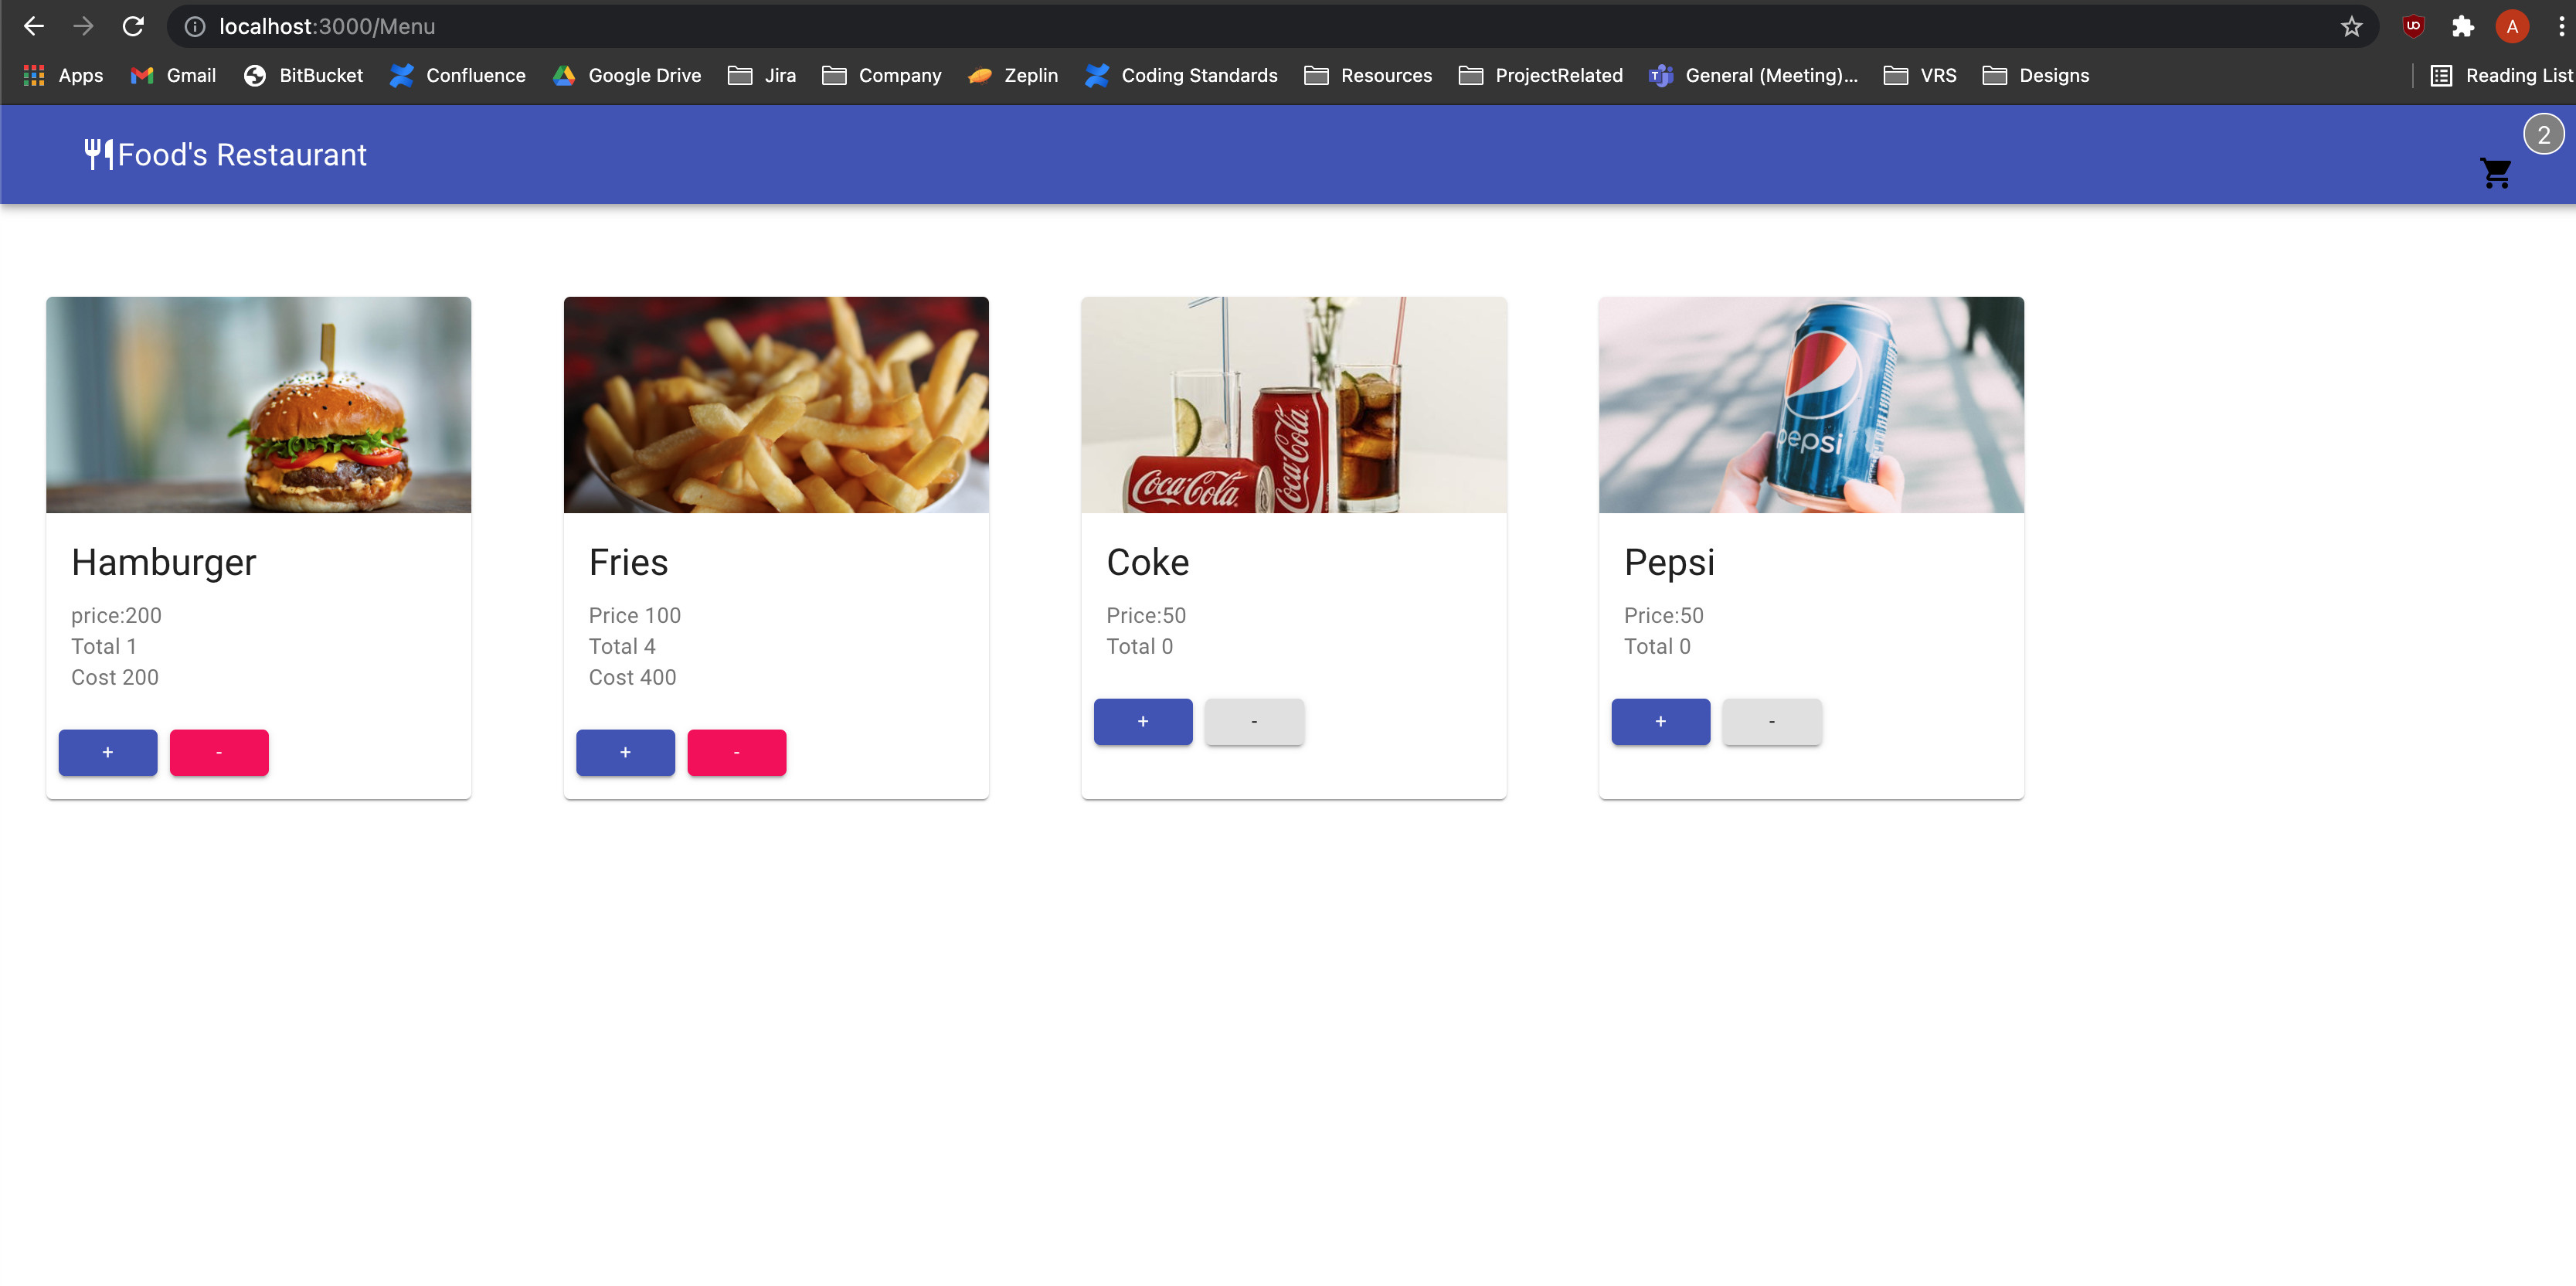 localhost:3000/Menu
UD
A
Apps Gmail BitBucket Confluence Google Drive Jira Company Zeplin Coding Standards Resources ProjectRelated General (Meeting)... VRS Designs Reading List
Food's Restaurant
2
Coca-Cola
Coca-Cola
pepsi
Hamburger
price:200
Total 1
Cost 200
+ -
Fries
Price 100
Total 4
Cost 400
+ -
Coke
Price:50
Total 0
+ -
Pepsi
Price:50
Total 0
+ -